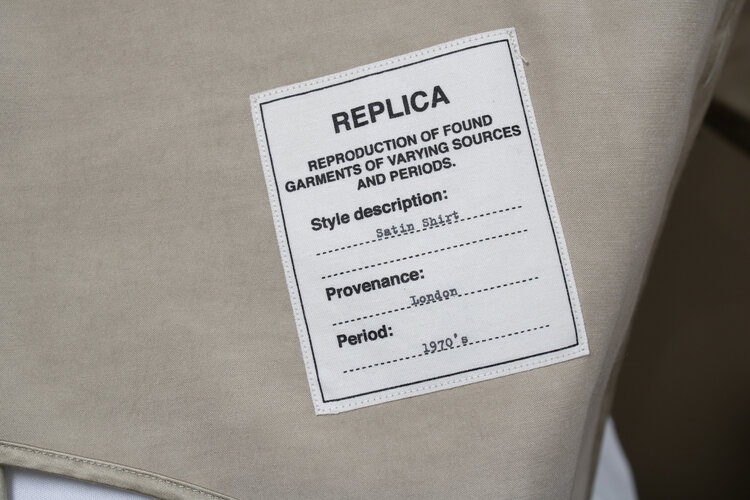 REPLICA
REPRODUCTION OF FOUND
GARMENTS OF VARYING SOURCES
AND PERIODS.
Style description:
Satin Shirt
Provenance:
London
Period:
1970's